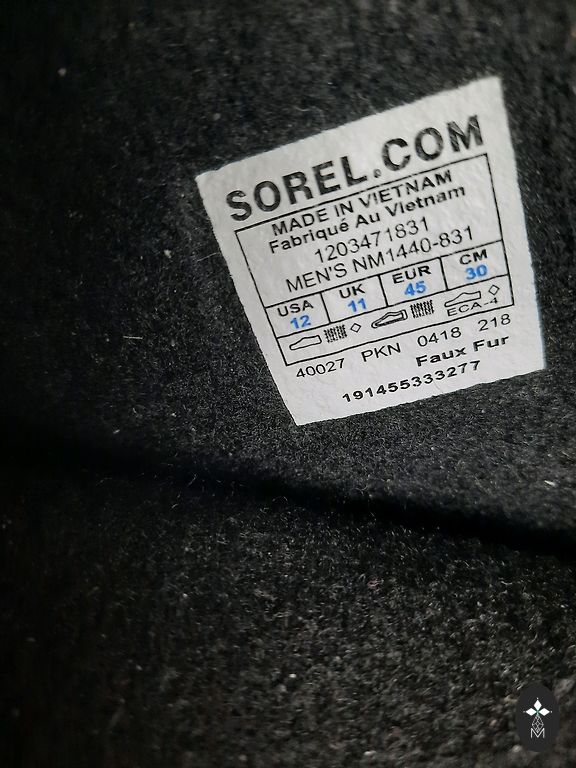 SOREL.COM
MADE IN VIETNAM
Fabriqué Au Vietnam
1203471831
MEN'S NM1440-831
USA UK EUR CM
12 11 45 30
ECA-4
40027 PKN 0418 218
Faux Fur
191455333277
M